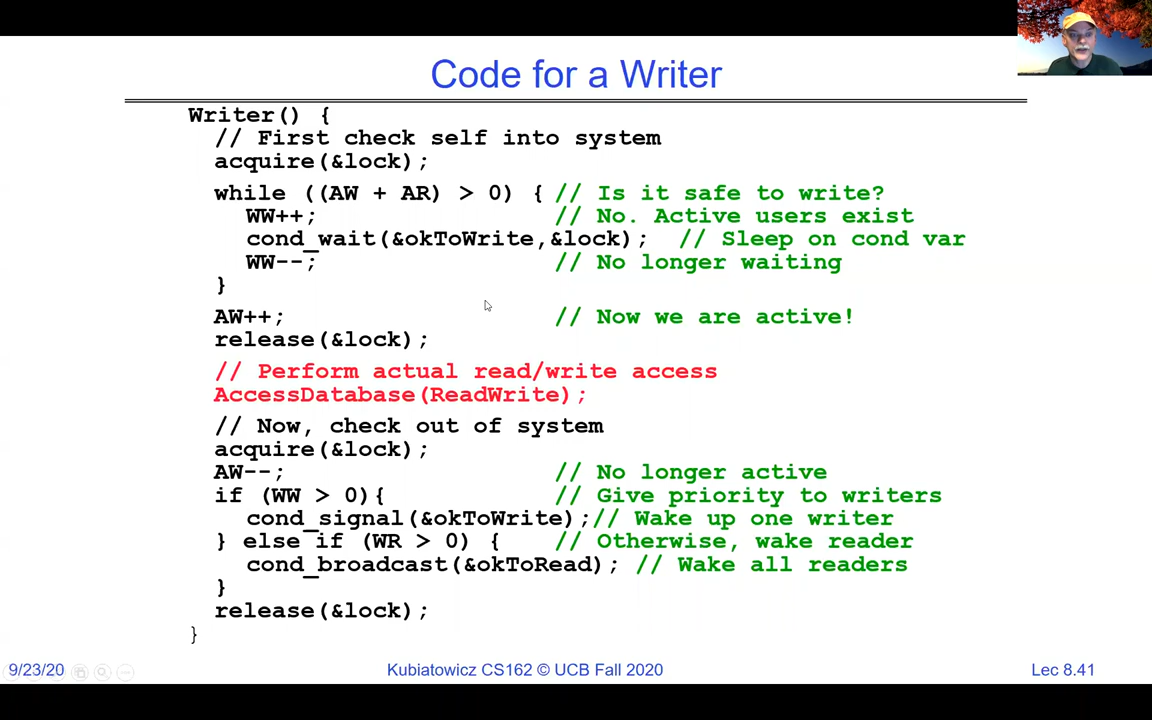 Code for a Writer
Writer() {
// First check self into system
acquire(&lock);
while ((AW + AR) > 0) { // Is it safe to write?
WW++; // No. Active users exist
cond_wait(&okToWrite,&lock); // Sleep on cond var
WW--; // No longer waiting
}
AW++; // Now we are active!
release(&lock);
// Perform actual read/write access
AccessDatabase(ReadWrite);
// Now, check out of system
acquire(&lock);
AW--; // No longer active
if (WW > 0){ // Give priority to writers
cond_signal(&okToWrite);// Wake up one writer
} else if (WR > 0) { // Otherwise, wake reader
cond_broadcast(&okToRead); // Wake all readers
}
release(&lock);
}
9/23/20 Kubiatowicz CS162 © UCB Fall 2020 Lec 8.41